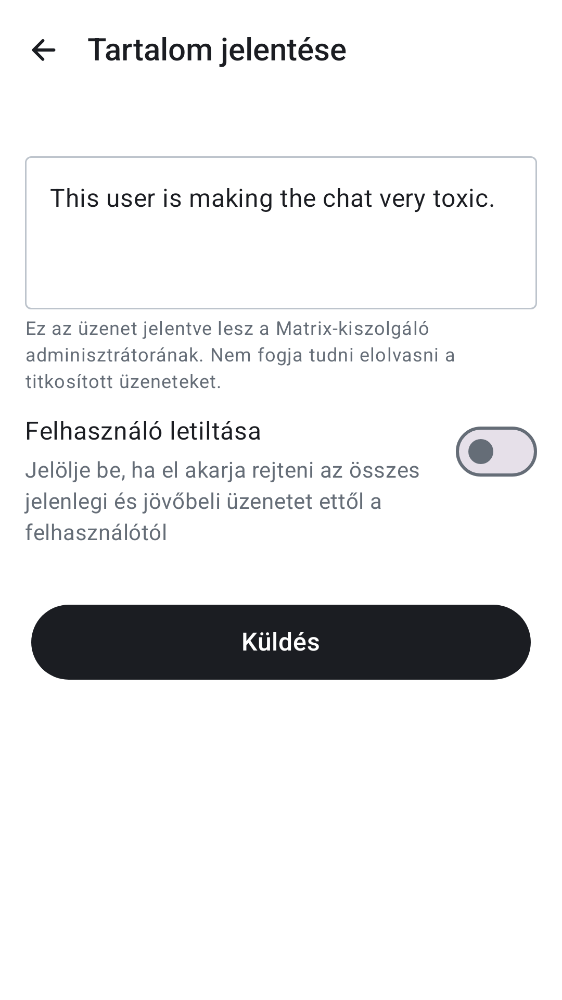 Tartalom jelentése
This user is making the chat very toxic.
Ez az üzenet jelentve lesz a Matrix-kiszolgáló
adminisztrátorának. Nem fogja tudni elolvasni a
titkosított üzeneteket.
Felhasználó letiltása
Jelölje be, ha el akarja rejteni az összes
jelenlegi és jövőbeli üzenetet ettől a
felhasználótól
Küldés